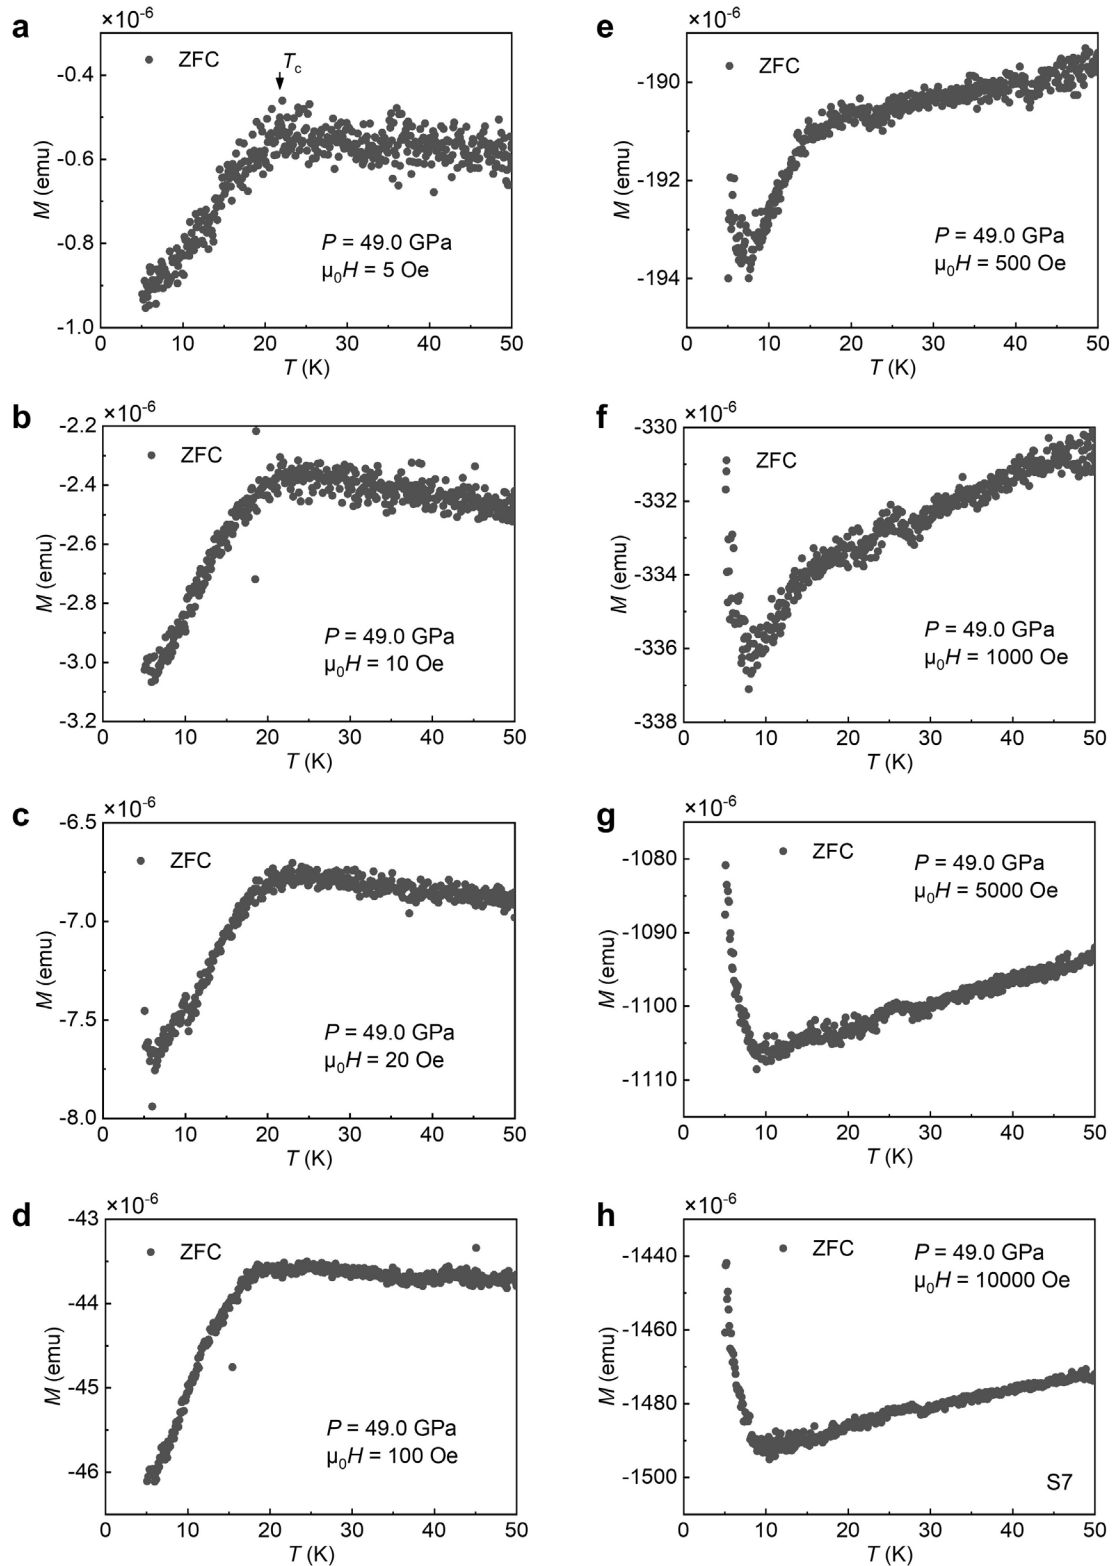 a
×10⁻⁶
ZFC
Tc
-0.4
-0.6
-0.8
-1.0
M (emu)
P = 49.0 GPa
μ₀H = 5 Oe
0 10 20 30 40 50
T (K)
b
×10⁻⁶
ZFC
-2.2
-2.4
-2.6
-2.8
-3.0
-3.2
M (emu)
P = 49.0 GPa
μ₀H = 10 Oe
0 10 20 30 40 50
T (K)
c
×10⁻⁶
ZFC
-6.5
-7.0
-7.5
-8.0
M (emu)
P = 49.0 GPa
μ₀H = 20 Oe
0 10 20 30 40 50
T (K)
d
×10⁻⁶
ZFC
-43
-44
-45
-46
M (emu)
P = 49.0 GPa
μ₀H = 100 Oe
0 10 20 30 40 50
T (K)
e
×10⁻⁶
ZFC
-190
-192
-194
M (emu)
P = 49.0 GPa
μ₀H = 500 Oe
0 10 20 30 40 50
T (K)
f
×10⁻⁶
ZFC
-330
-332
-334
-336
-338
M (emu)
P = 49.0 GPa
μ₀H = 1000 Oe
0 10 20 30 40 50
T (K)
g
×10⁻⁶
ZFC
P = 49.0 GPa
μ₀H = 5000 Oe
-1080
-1090
-1100
-1110
M (emu)
0 10 20 30 40 50
T (K)
h
×10⁻⁶
ZFC
P = 49.0 GPa
μ₀H = 10000 Oe
-1440
-1460
-1480
-1500
M (emu)
S7
0 10 20 30 40 50
T (K)